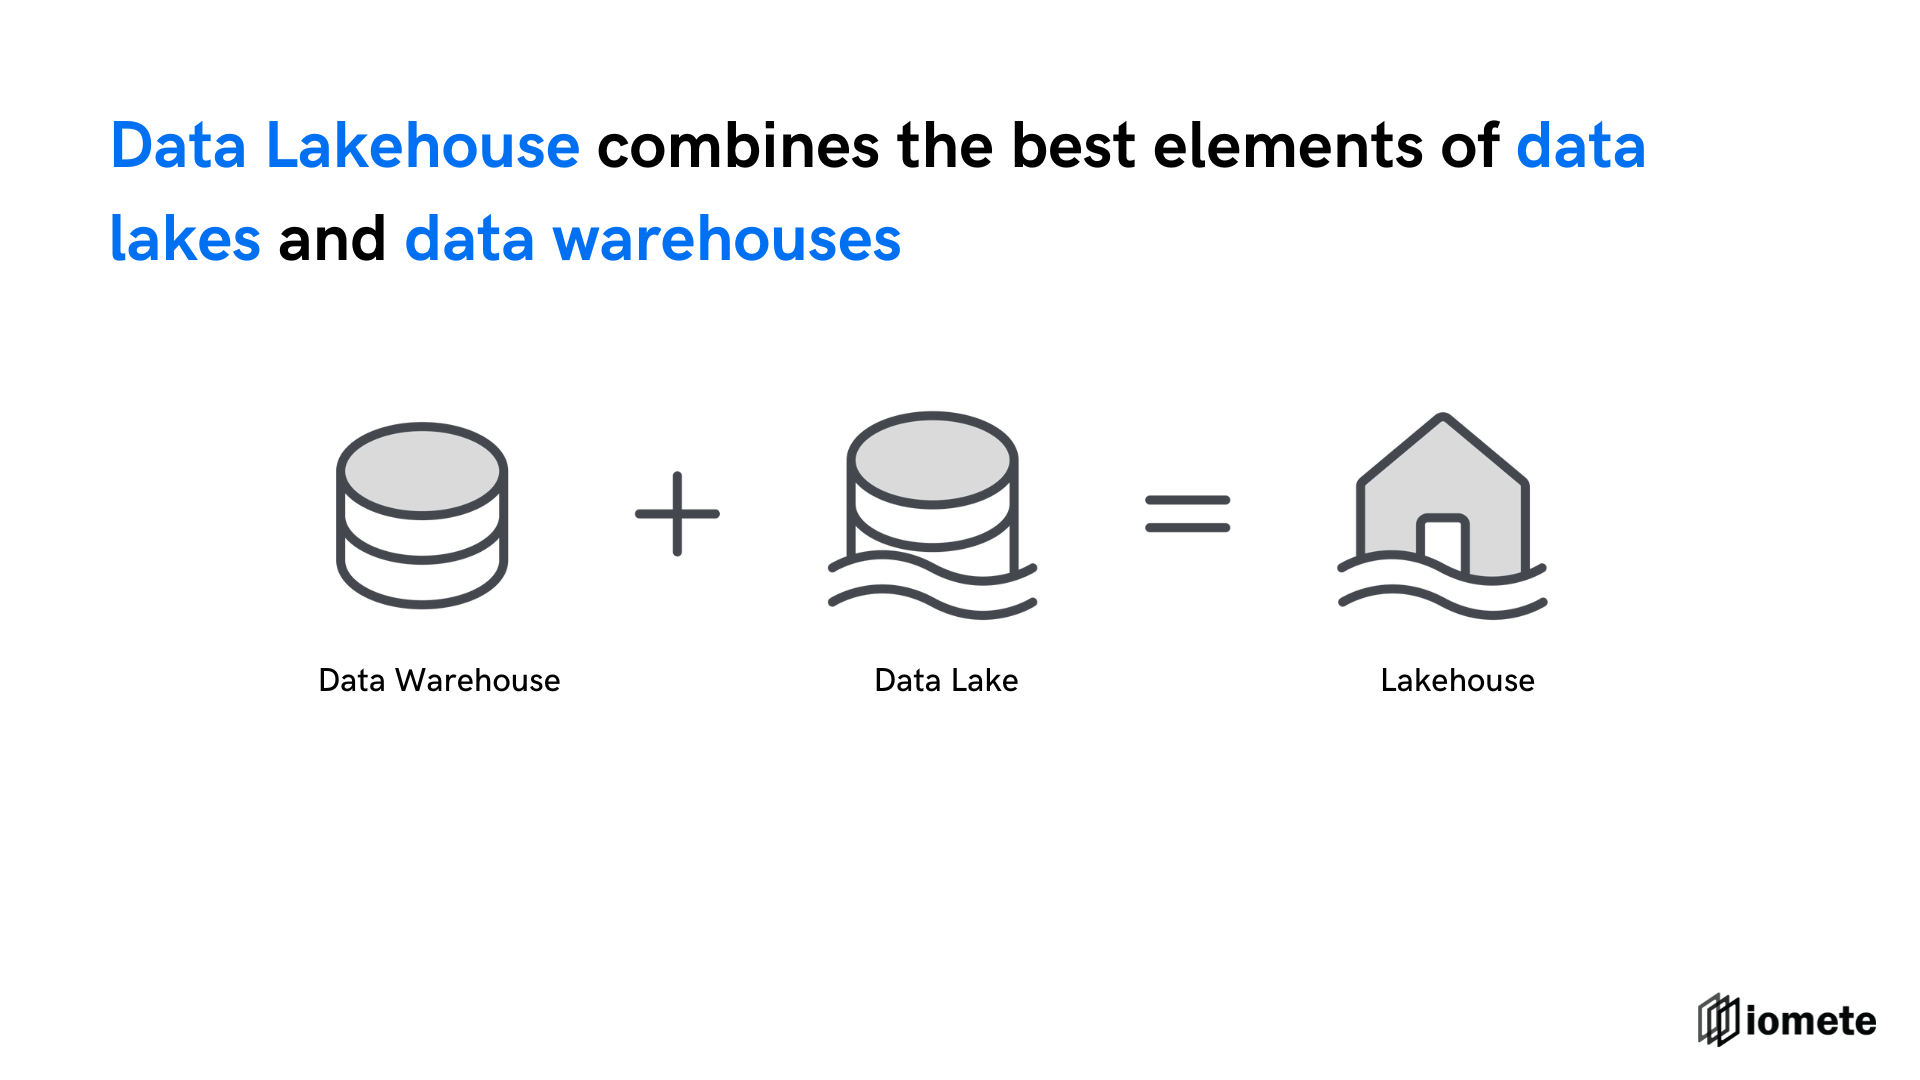 Data Lakehouse combines the best elements of data
lakes and data warehouses
Data Warehouse
Data Lake
Lakehouse
iomete